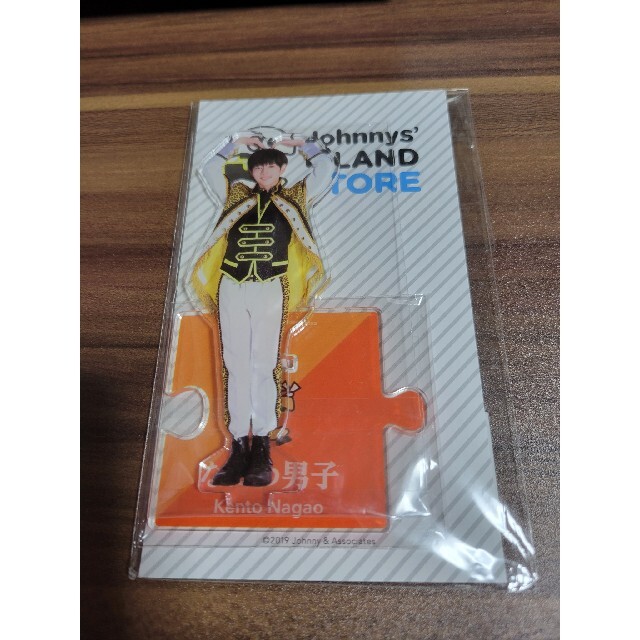 Johnnys'
LAND
TORE
男子
Kento Nagao
©2019 Johnny & Associates